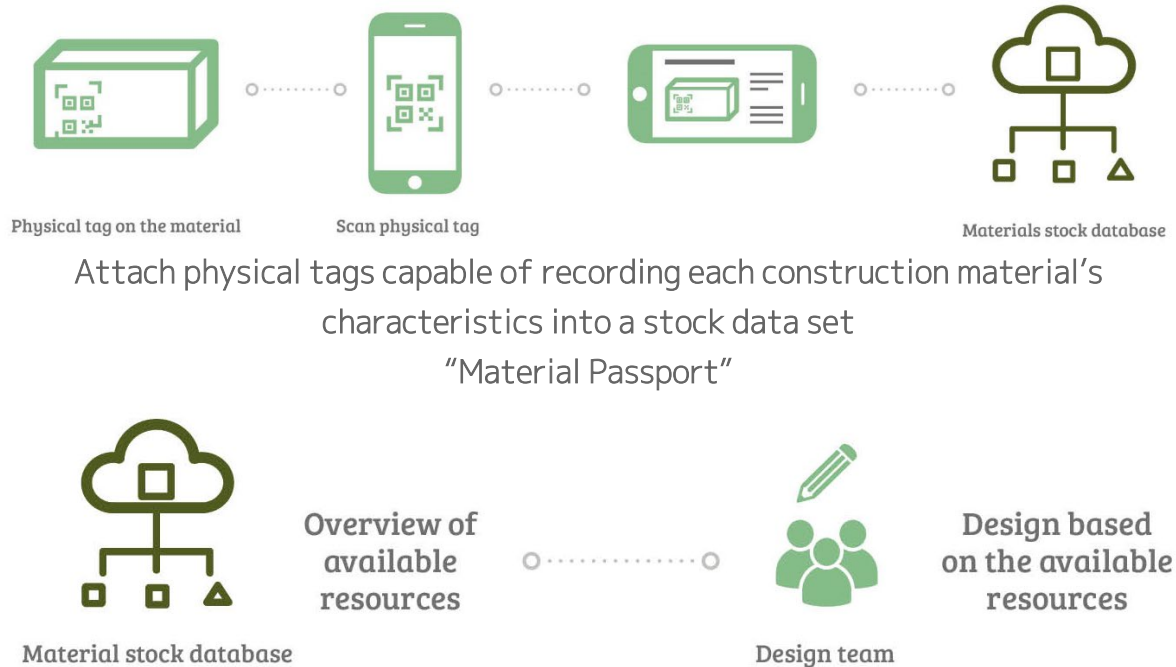 Physical tag on the material
Scan physical tag
Materials stock database
Attach physical tags capable of recording each construction material’s
characteristics into a stock data set
“Material Passport”
Overview of
available
resources
Design based
on the available
resources
Material stock database
Design team